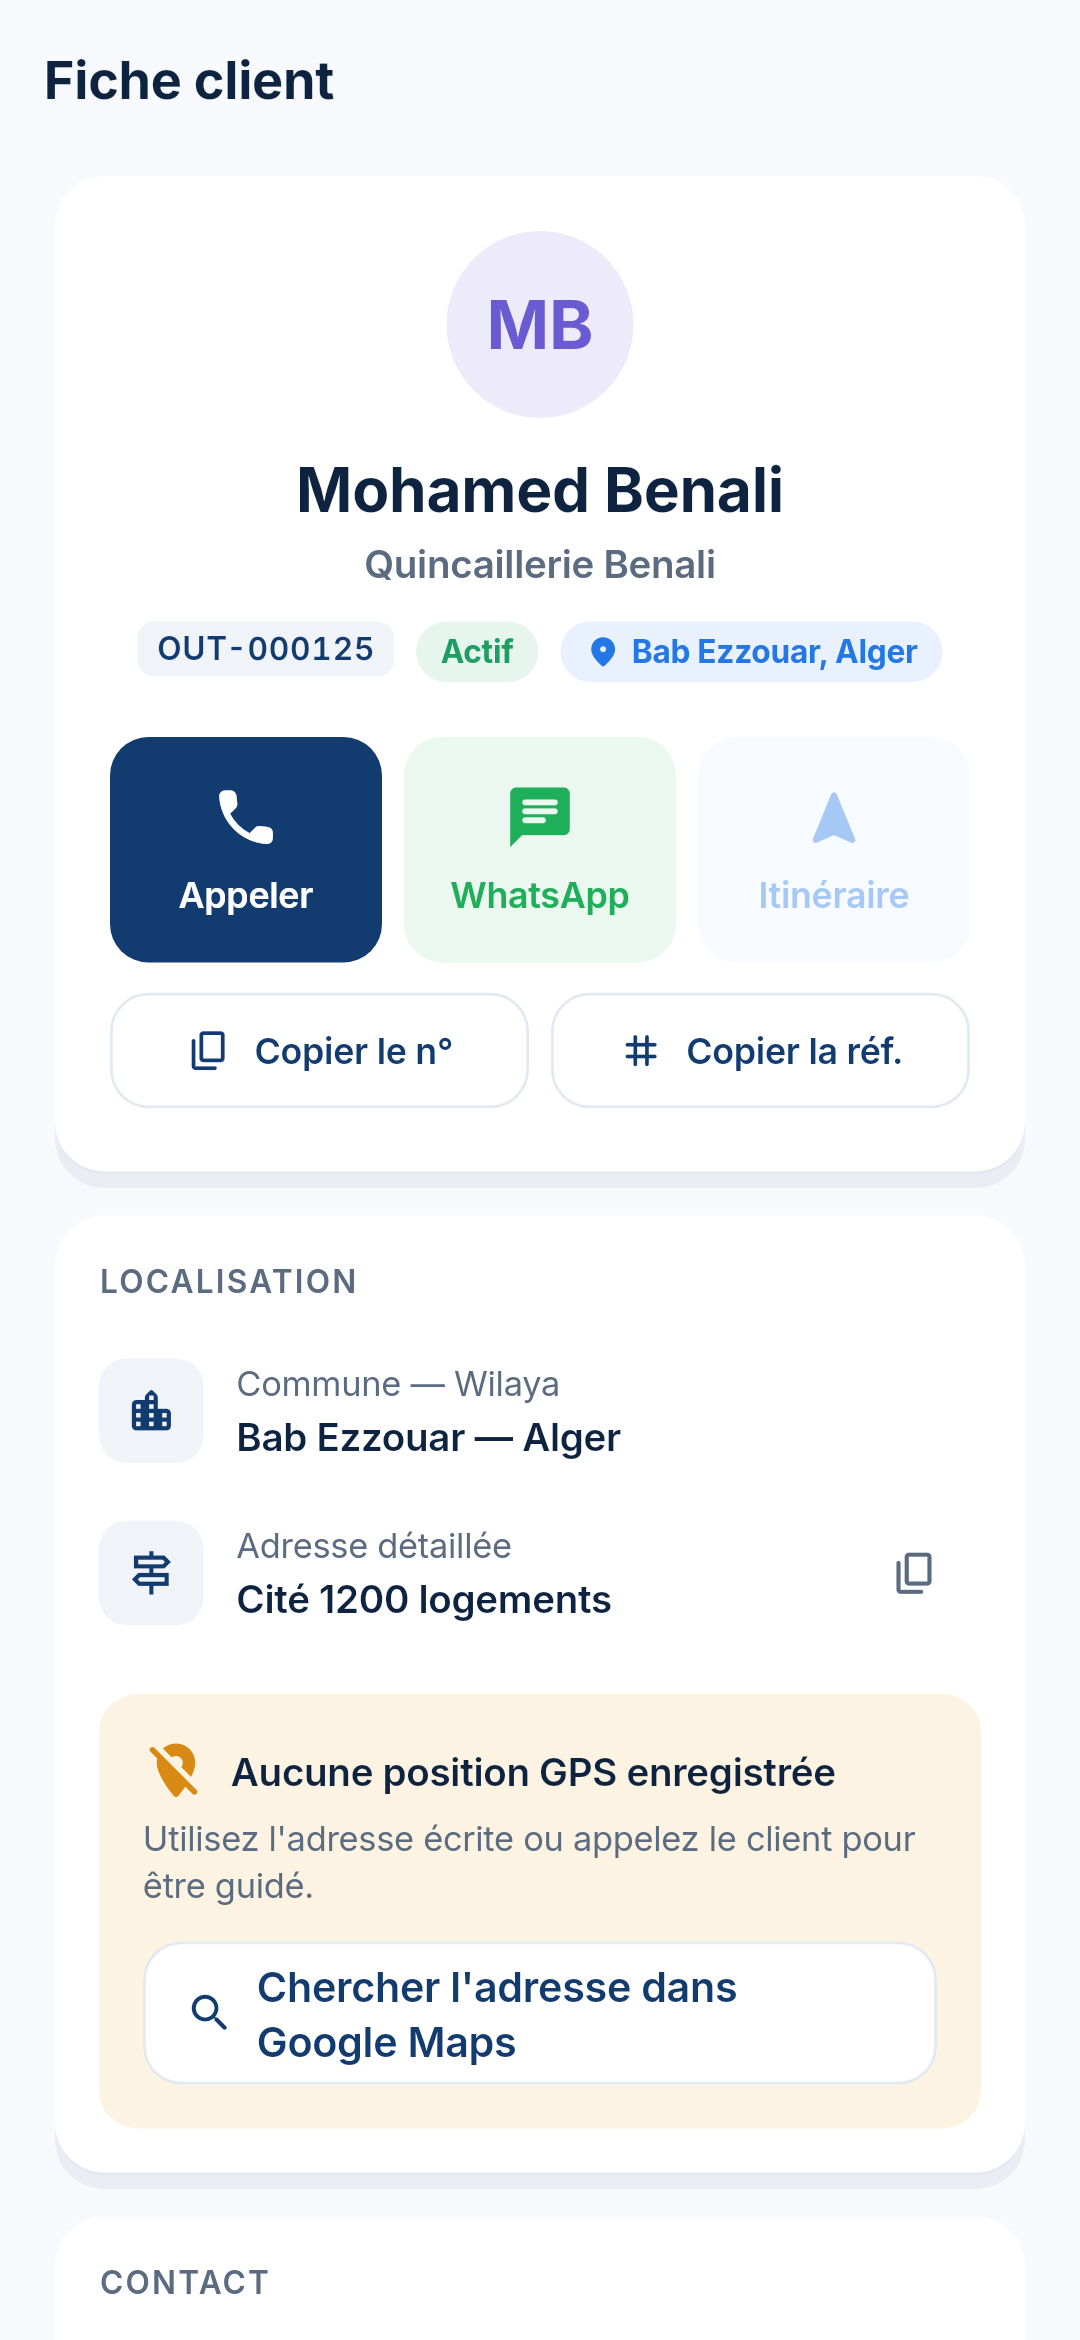 Fiche client
MB
Mohamed Benali
Quincaillerie Benali
OUT-000125
Actif
Bab Ezzouar, Alger
Appeler
WhatsApp
Itinéraire
Copier le n°
Copier la réf.
LOCALISATION
Commune — Wilaya
Bab Ezzouar — Alger
Adresse détaillée
Cité 1200 logements
Aucune position GPS enregistrée
Utilisez l'adresse écrite ou appelez le client pour
être guidé.
Chercher l'adresse dans
Google Maps
CONTACT